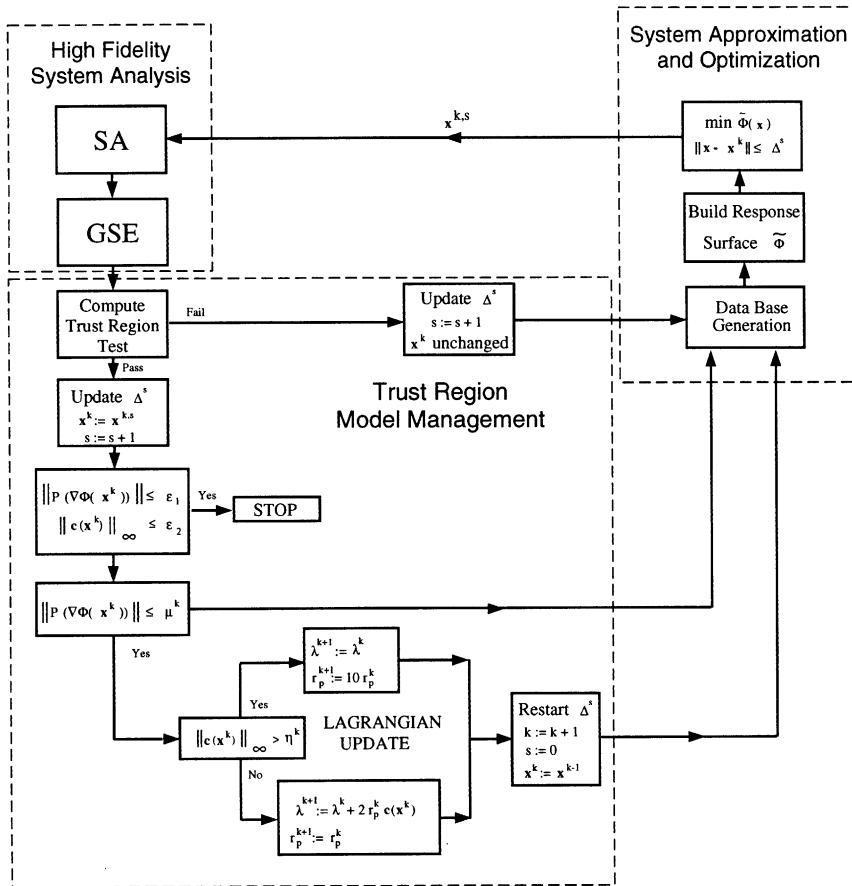 High Fidelity
System Analysis
SA
GSE
System Approximation
and Optimization
min Φ̃(x)
||x - x^k|| ≤ Δ^s
x^{k,s}
Build Response
Surface Φ̃
Data Base
Generation
Compute
Trust Region
Test
Fail
Update Δ^s
s := s + 1
x^k unchanged
Pass
Update Δ^s
x^k := x^{k,s}
s := s + 1
Trust Region
Model Management
||P (∇Φ( x^k ))|| ≤ ε_1
|| c(x^k) ||_∞ ≤ ε_2
Yes
STOP
||P (∇Φ( x^k ))|| ≤ μ^k
Yes
λ^{k+1} := λ^k
r_p^{k+1} := 10 r_p^k
Yes
||c(x^k)||_∞ > η^k
LAGRANGIAN
UPDATE
No
λ^{k+1} := λ^k + 2 r_p^k c(x^k)
r_p^{k+1} := r_p^k
Restart Δ^s
k := k + 1
s := 0
x^k := x^{k-1}